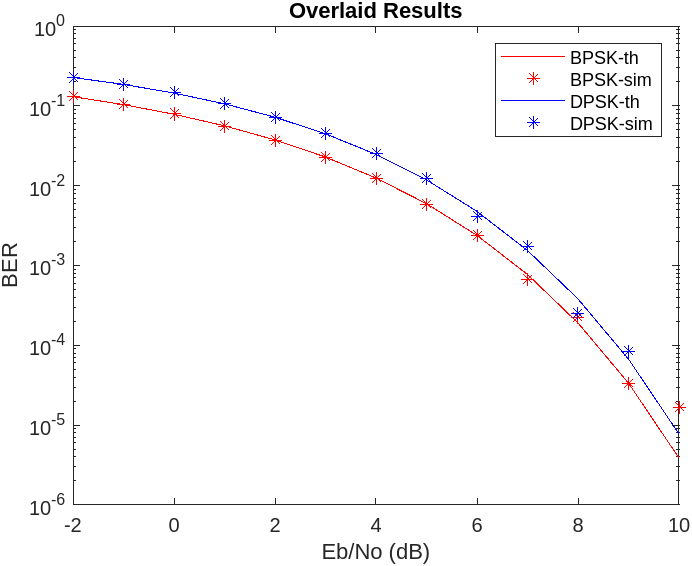 Overlaid Results
BPSK-th
BPSK-sim
DPSK-th
DPSK-sim
10^0
10^-1
10^-2
10^-3
10^-4
10^-5
10^-6
BER
-2 0 2 4 6 8 10
Eb/No (dB)